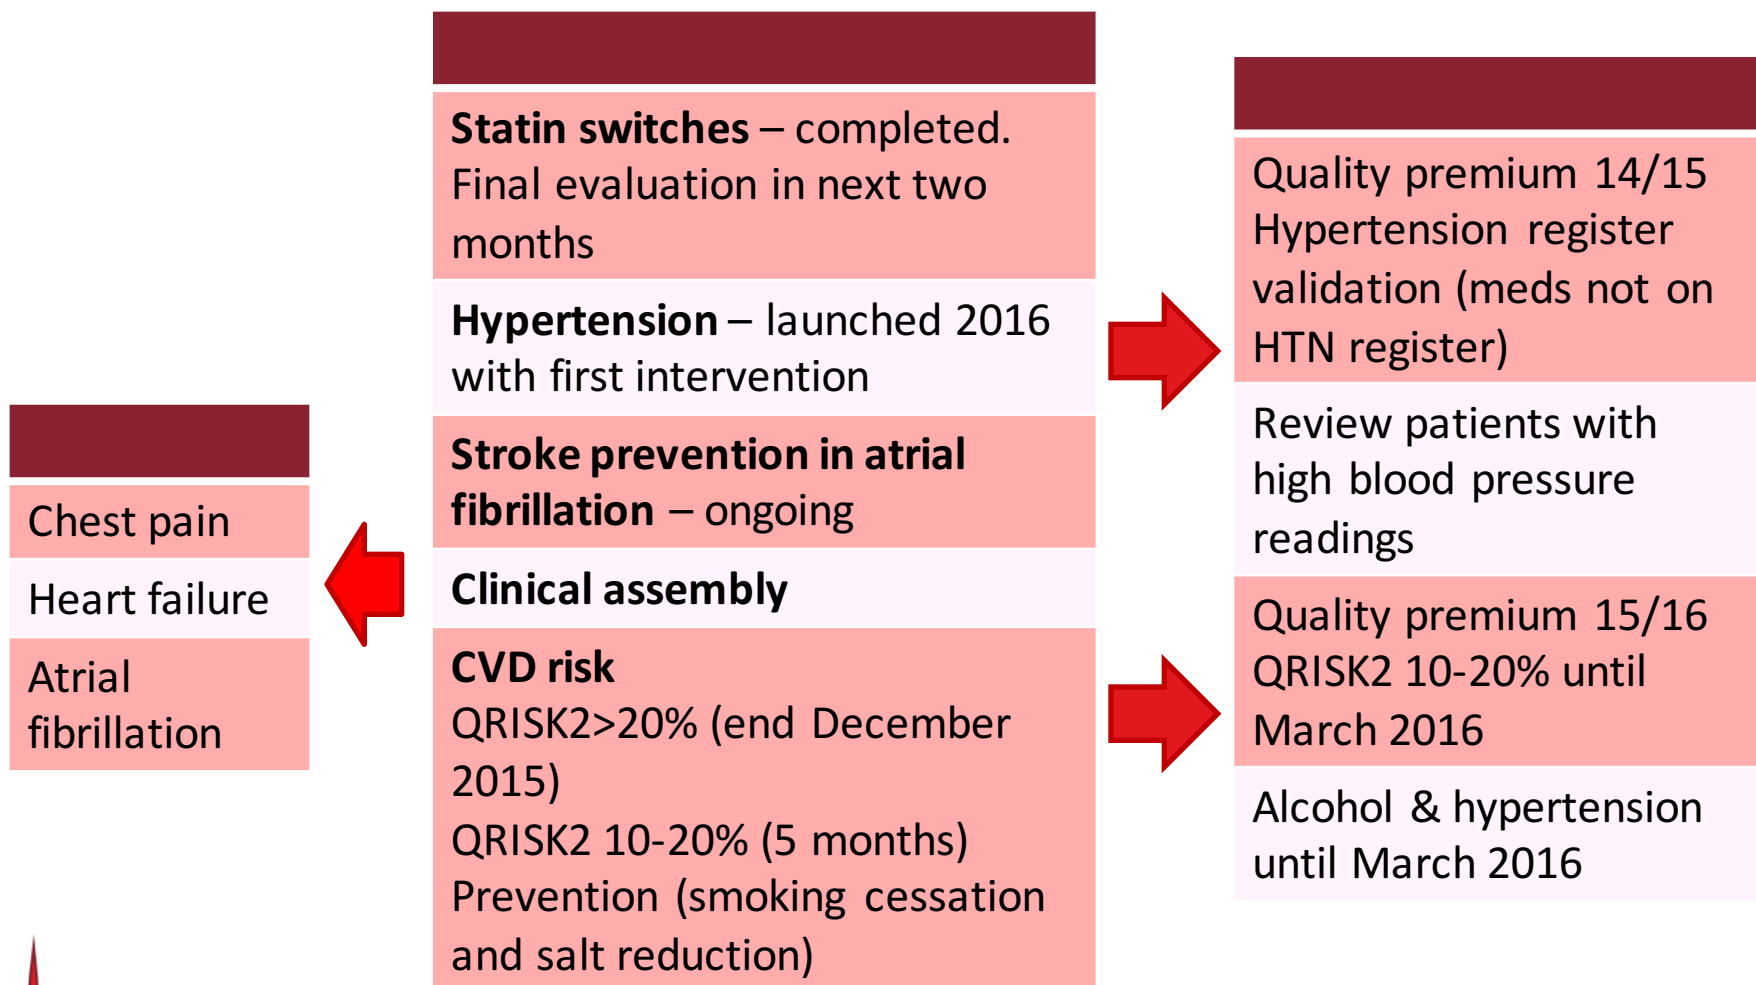 Chest pain
Heart failure
Atrial
fibrillation
Statin switches – completed.
Final evaluation in next two
months
Hypertension – launched 2016
with first intervention
Stroke prevention in atrial
fibrillation – ongoing
Clinical assembly
CVD risk
QRISK2>20% (end December
2015)
QRISK2 10-20% (5 months)
Prevention (smoking cessation
and salt reduction)
Quality premium 14/15
Hypertension register
validation (meds not on
HTN register)
Review patients with
high blood pressure
readings
Quality premium 15/16
QRISK2 10-20% until
March 2016
Alcohol & hypertension
until March 2016